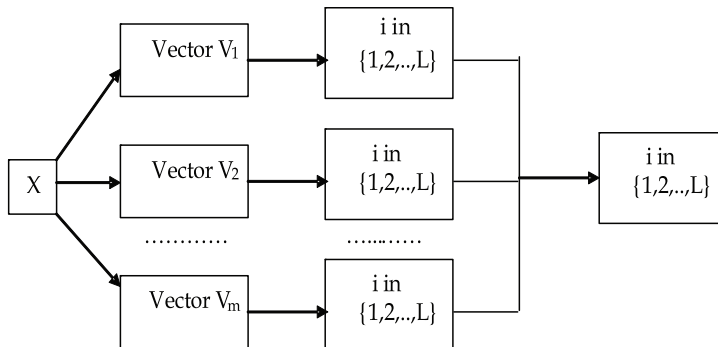 Vector V₁
i in
{1,2,..,L}
X
Vector V₂
i in
{1,2,..,L}
i in
{1,2,..,L}
............
............
Vector Vₘ
i in
{1,2,..,L}